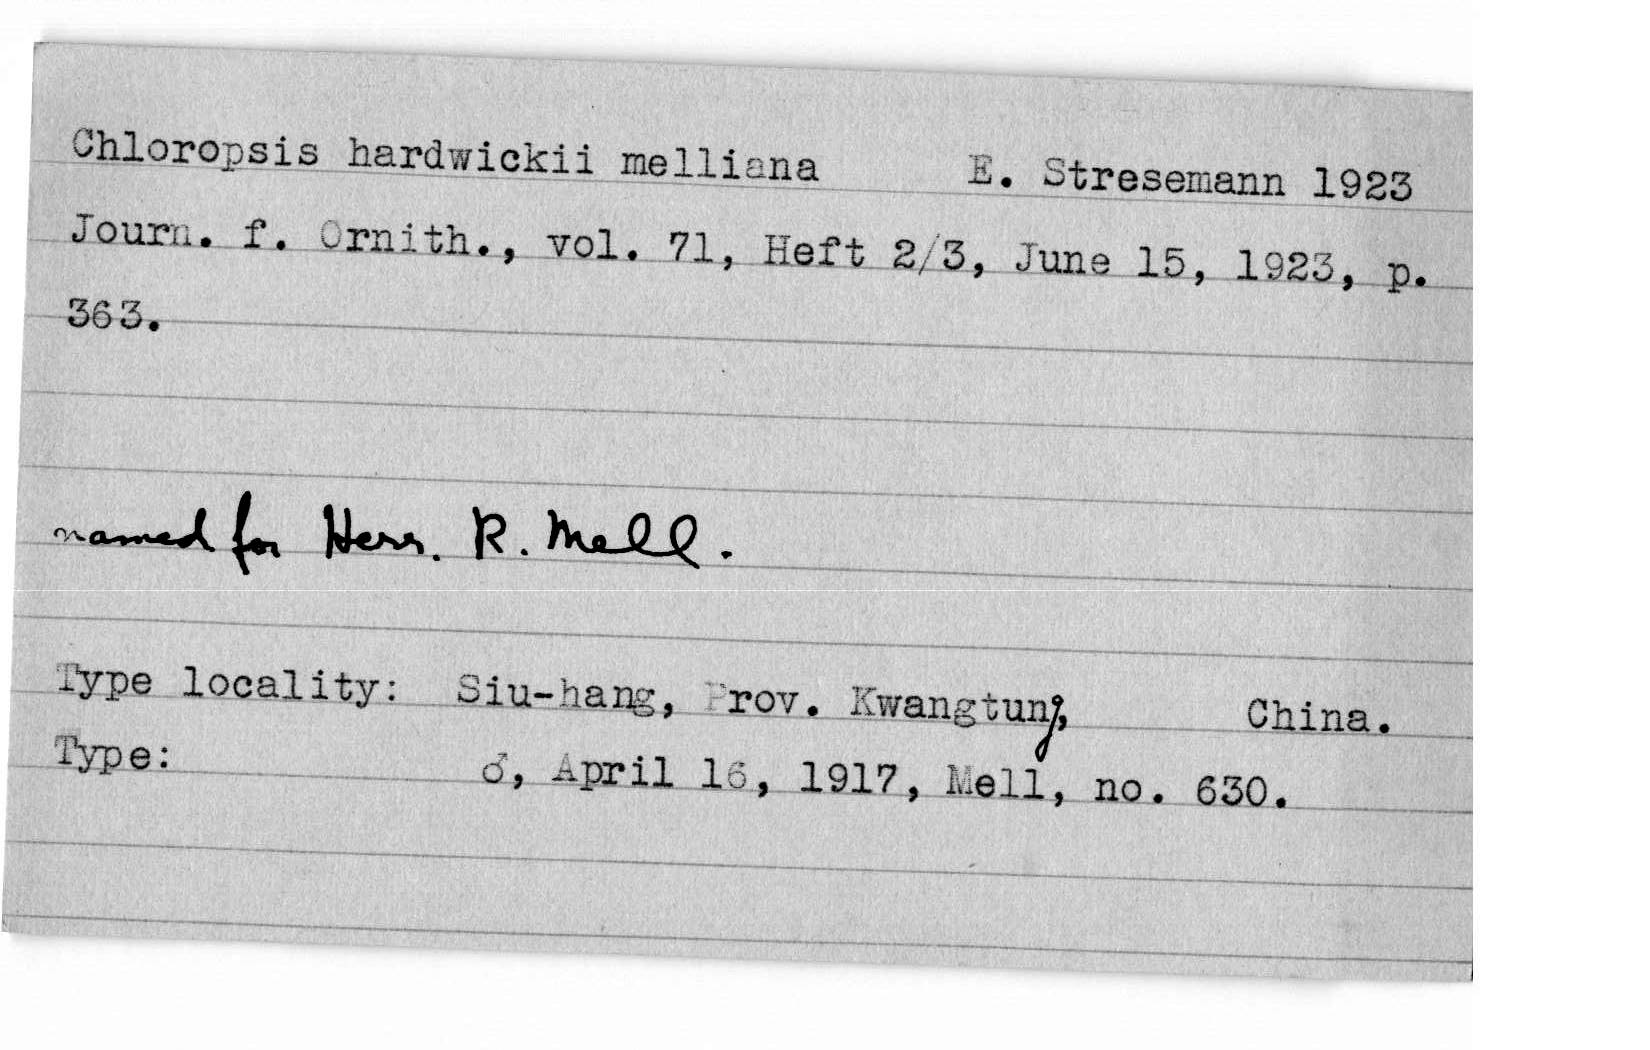 Chloropsis hardwickii melliana E. Stresemann 1923
Journ. f. Ornith., vol. 71, Heft 2/3, June 15, 1923, p.
363.
named for Herr. R. Mell.
Type locality: Siu-hang, Prov. Kwangtung, China.
Type: ♂, April 16, 1917, Mell, no. 630.